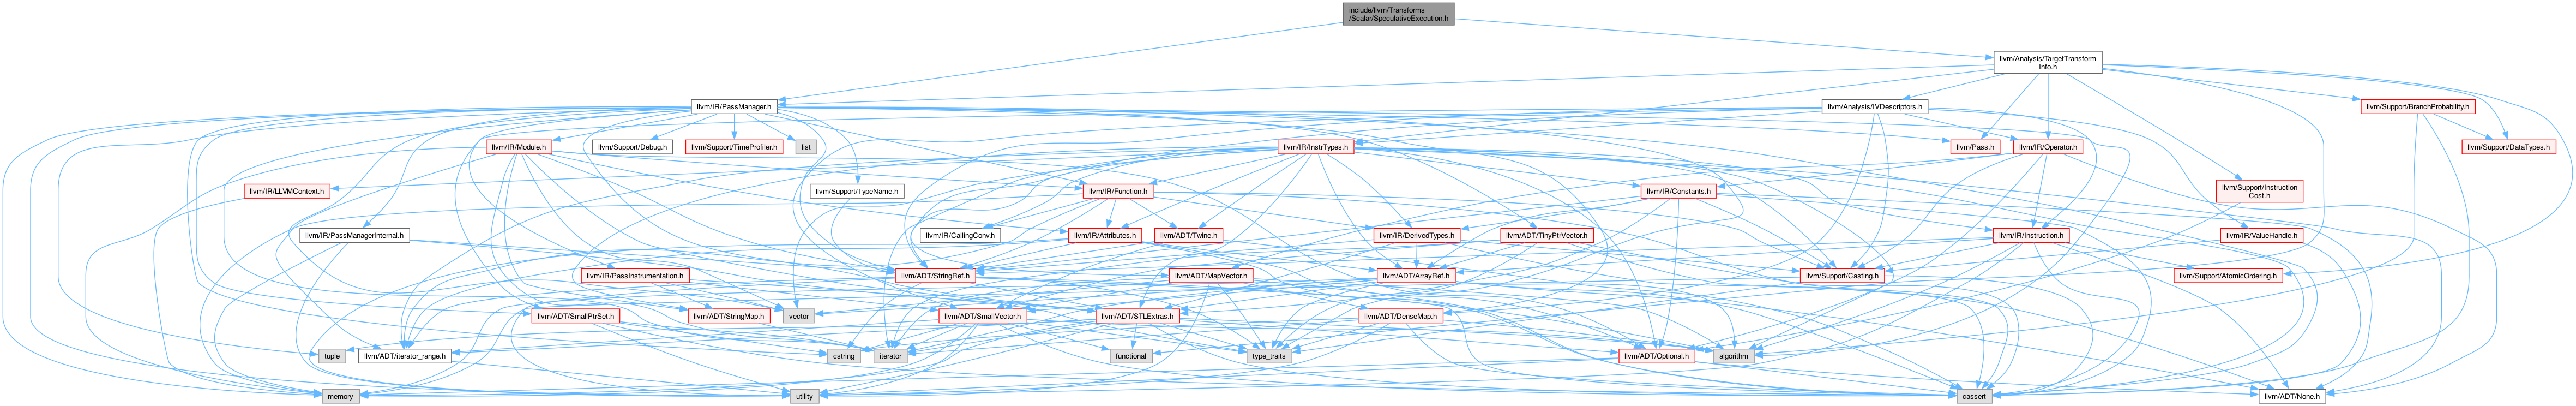 include/llvm/Transforms
/Scalar/SpeculativeExecution.h
llvm/Analysis/TargetTransform
Info.h
llvm/IR/PassManager.h
llvm/Analysis/IVDescriptors.h
llvm/Support/BranchProbability.h
llvm/IR/Module.h
llvm/Support/Debug.h
llvm/Support/TimeProfiler.h
list
llvm/IR/InstrTypes.h
llvm/Pass.h
llvm/IR/Operator.h
llvm/Support/DataTypes.h
llvm/IR/LLVMContext.h
llvm/Support/TypeName.h
llvm/IR/Function.h
llvm/IR/Constants.h
llvm/Support/Instruction
Cost.h
llvm/IR/PassManagerInternal.h
llvm/IR/CallingConv.h
llvm/IR/Attributes.h
llvm/ADT/Twine.h
llvm/IR/DerivedTypes.h
llvm/ADT/TinyPtrVector.h
llvm/IR/Instruction.h
llvm/IR/ValueHandle.h
llvm/IR/PassInstrumentation.h
llvm/ADT/StringRef.h
llvm/ADT/MapVector.h
llvm/ADT/ArrayRef.h
llvm/Support/Casting.h
llvm/Support/AtomicOrdering.h
llvm/ADT/SmallPtrSet.h
llvm/ADT/StringMap.h
vector
llvm/ADT/SmallVector.h
llvm/ADT/STLExtras.h
llvm/ADT/DenseMap.h
tuple
llvm/ADT/iterator_range.h
cstring
iterator
functional
type_traits
llvm/ADT/Optional.h
algorithm
memory
utility
cassert
llvm/ADT/None.h